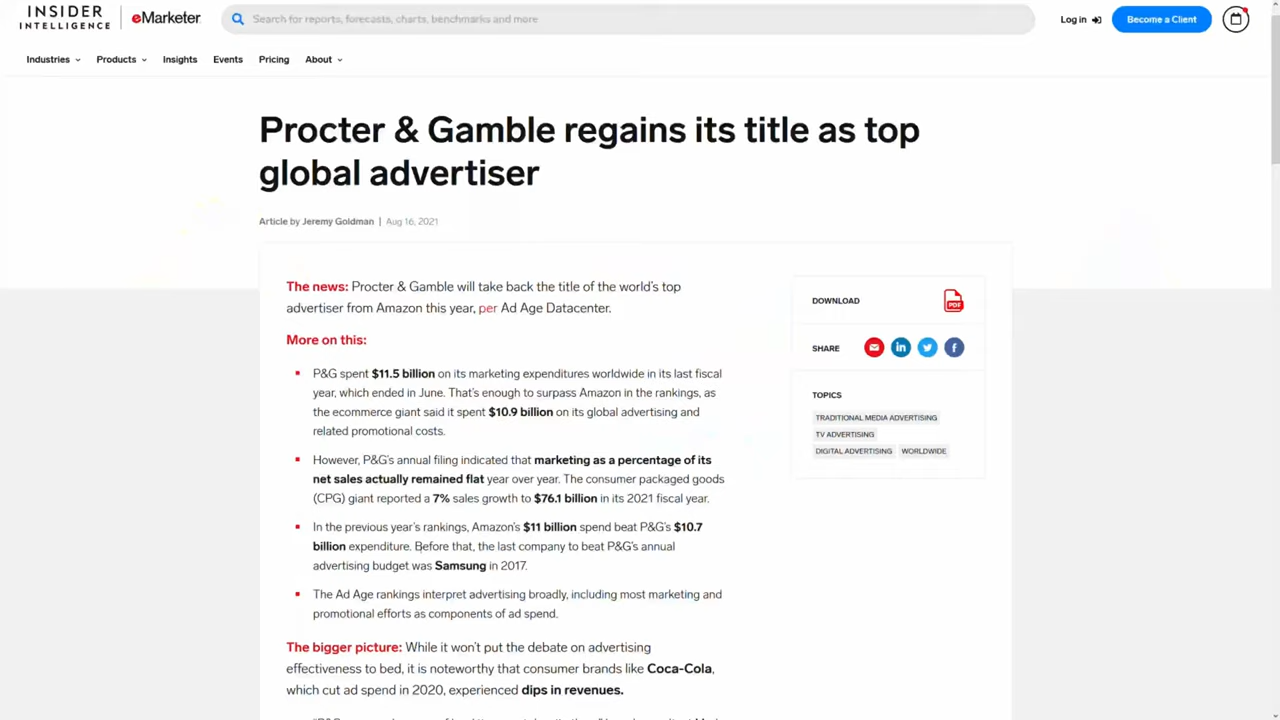 INSIDER
INTELLIGENCE
eMarketer
Search for reports, forecasts, charts, benchmarks and more
Log in
Become a Client
Industries
Products
Insights
Events
Pricing
About
Procter & Gamble regains its title as top
global advertiser
Article by Jeremy Goldman | Aug 16, 2021
The news: Procter & Gamble will take back the title of the world's top
advertiser from Amazon this year, per Ad Age Datacenter.
More on this:
P&G spent $11.5 billion on its marketing expenditures worldwide in its last fiscal
year, which ended in June. That's enough to surpass Amazon in the rankings, as
the ecommerce giant said it spent $10.9 billion on its global advertising and
related promotional costs.
However, P&G's annual filing indicated that marketing as a percentage of its
net sales actually remained flat year over year. The consumer packaged goods
(CPG) giant reported a 7% sales growth to $76.1 billion in its 2021 fiscal year.
In the previous year's rankings, Amazon's $11 billion spend beat P&G's $10.7
billion expenditure. Before that, the last company to beat P&G's annual
advertising budget was Samsung in 2017.
The Ad Age rankings interpret advertising broadly, including most marketing and
promotional efforts as components of ad spend.
The bigger picture: While it won't put the debate on advertising
effectiveness to bed, it is noteworthy that consumer brands like Coca-Cola,
which cut ad spend in 2020, experienced dips in revenues.
DOWNLOAD
PDF
SHARE
TOPICS
TRADITIONAL MEDIA ADVERTISING
TV ADVERTISING
DIGITAL ADVERTISING WORLDWIDE